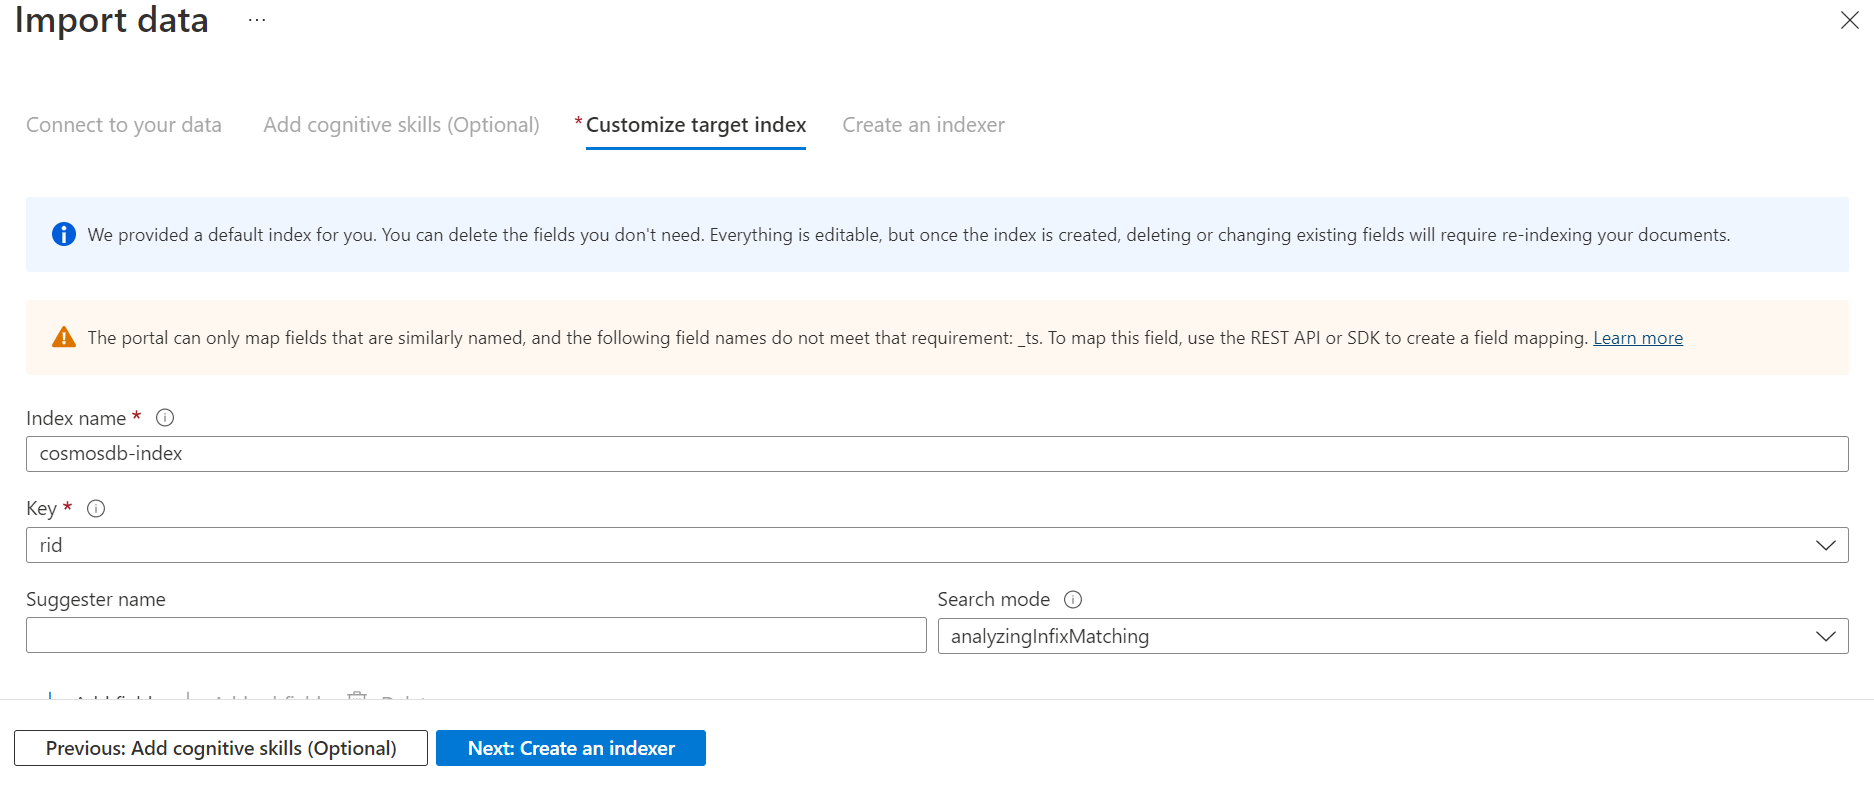 Import data ...
Connect to your data
Add cognitive skills (Optional)
* Customize target index
Create an indexer
We provided a default index for you. You can delete the fields you don't need. Everything is editable, but once the index is created, deleting or changing existing fields will require re-indexing your documents.
The portal can only map fields that are similarly named, and the following field names do not meet that requirement: _ts. To map this field, use the REST API or SDK to create a field mapping. Learn more
Index name *
cosmosdb-index
Key *
rid
Suggester name
Search mode
analyzingInfixMatching
Previous: Add cognitive skills (Optional)
Next: Create an indexer